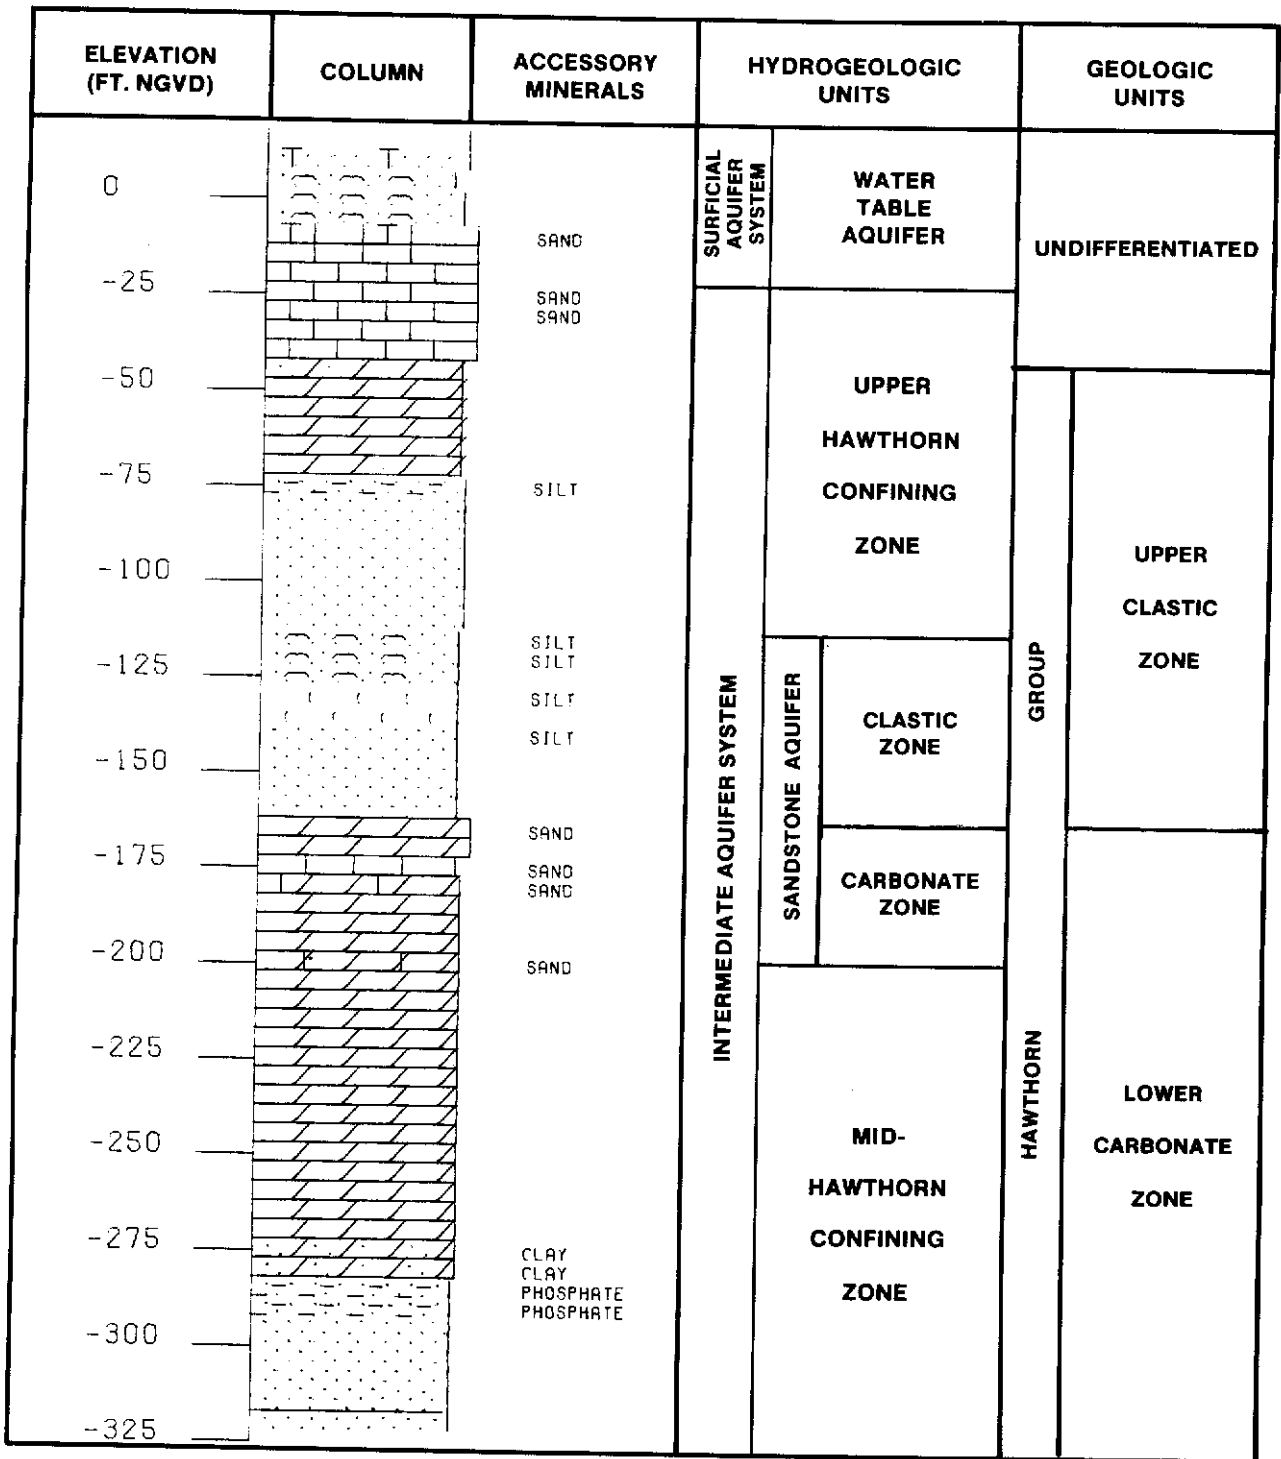 ELEVATION
(FT. NGVD)
COLUMN
ACCESSORY
MINERALS
HYDROGEOLOGIC
UNITS
GEOLOGIC
UNITS
0
-25
-50
-75
-100
-125
-150
-175
-200
-225
-250
-275
-300
-325
SAND
SAND
SAND
SILT
SILT
SILT
SILT
SILT
SAND
SAND
SAND
SAND
CLAY
CLAY
PHOSPHATE
PHOSPHATE
SURFICIAL
AQUIFER
SYSTEM
WATER
TABLE
AQUIFER
INTERMEDIATE AQUIFER SYSTEM
UPPER
HAWTHORN
CONFINING
ZONE
SANDSTONE AQUIFER
CLASTIC
ZONE
CARBONATE
ZONE
MID-
HAWTHORN
CONFINING
ZONE
UNDIFFERENTIATED
HAWTHORN GROUP
UPPER
CLASTIC
ZONE
LOWER
CARBONATE
ZONE